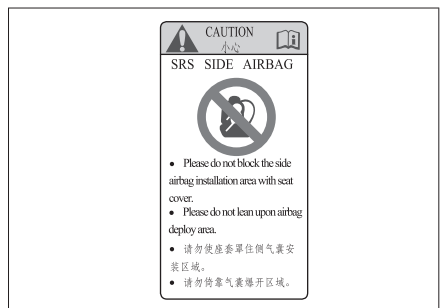 CAUTION
小心
SRS SIDE AIRBAG
● Please do not block the side
airbag installation area with seat
cover.
● Please do not lean upon airbag
deploy area.
● 请勿使座套罩住侧气囊安
装区域。
● 请勿倚靠气囊爆开区域。